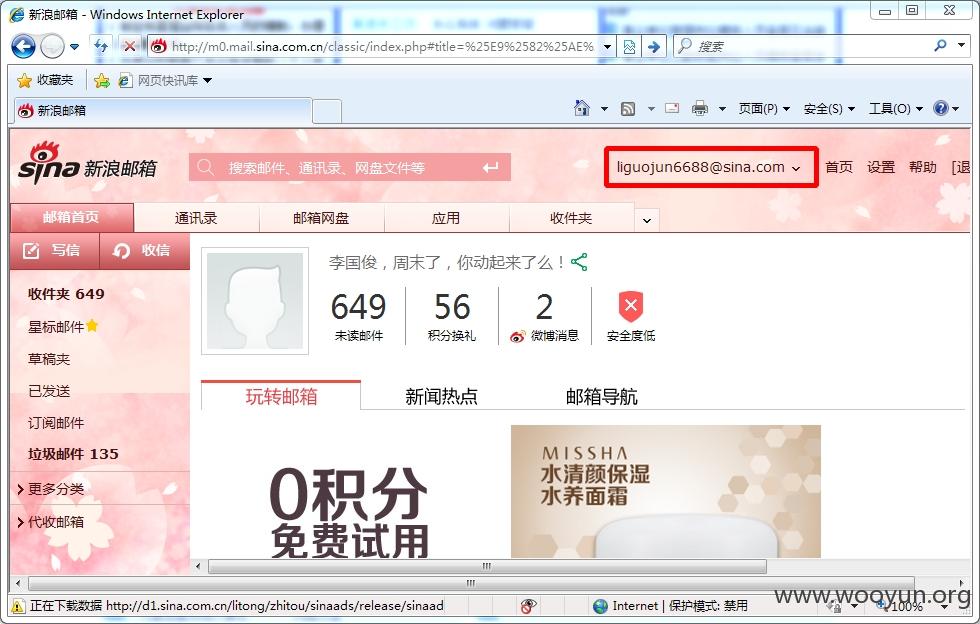 新浪邮箱 - Windows Internet Explorer
http://m0.mail.sina.com.cn/classic/index.php#title=%25E9%2582%25AE%
搜索
收藏夹 网页快讯库
新浪邮箱
页面(P) 安全(S) 工具(O)
sina 新浪邮箱
搜索邮件、通讯录、网盘文件等
liguojun6688@sina.com 首页 设置 帮助 [退
邮箱首页 通讯录 邮箱网盘 应用 收件夹
写信 收信
李国俊，周末了，你动起来了么！
收件夹 649
星标邮件
草稿夹
已发送
订阅邮件
垃圾邮件 135
更多分类
代收邮箱
649 56 2
未读邮件 积分换礼 微博消息 安全度低
玩转邮箱 新闻热点 邮箱导航
0积分
免费试用
MISSHA
水清颜保湿
水养面霜
正在下载数据 http://d1.sina.com.cn/litong/zhitou/sinaads/release/sinaad
Internet | 保护模式: 禁用
100%
www.wooyun.org